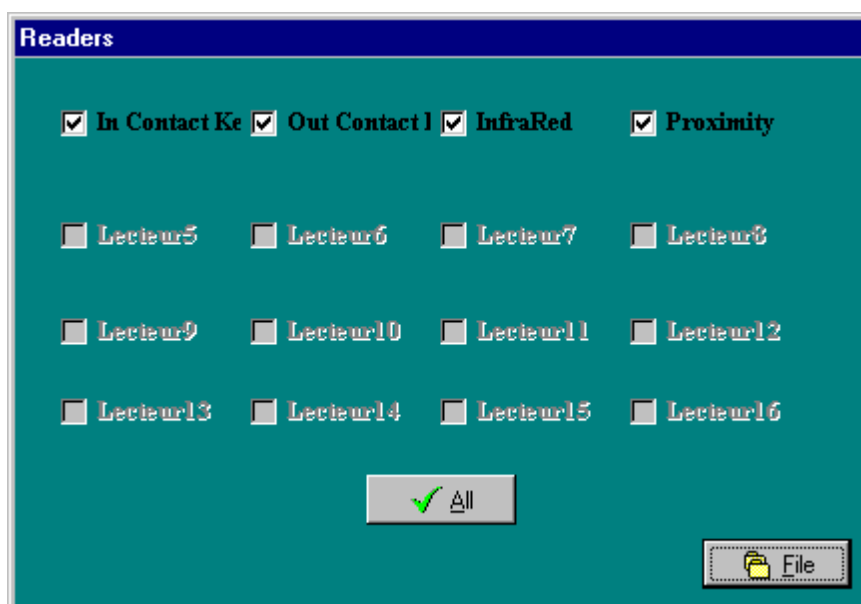 Readers
In Contact Ke Out Contact InfraRed Proximity
Lecteur5 Lecteur6 Lecteur7 Lecteur8
Lecteur9 Lecteur10 Lecteur11 Lecteur12
Lecteur13 Lecteur14 Lecteur15 Lecteur16
All
File